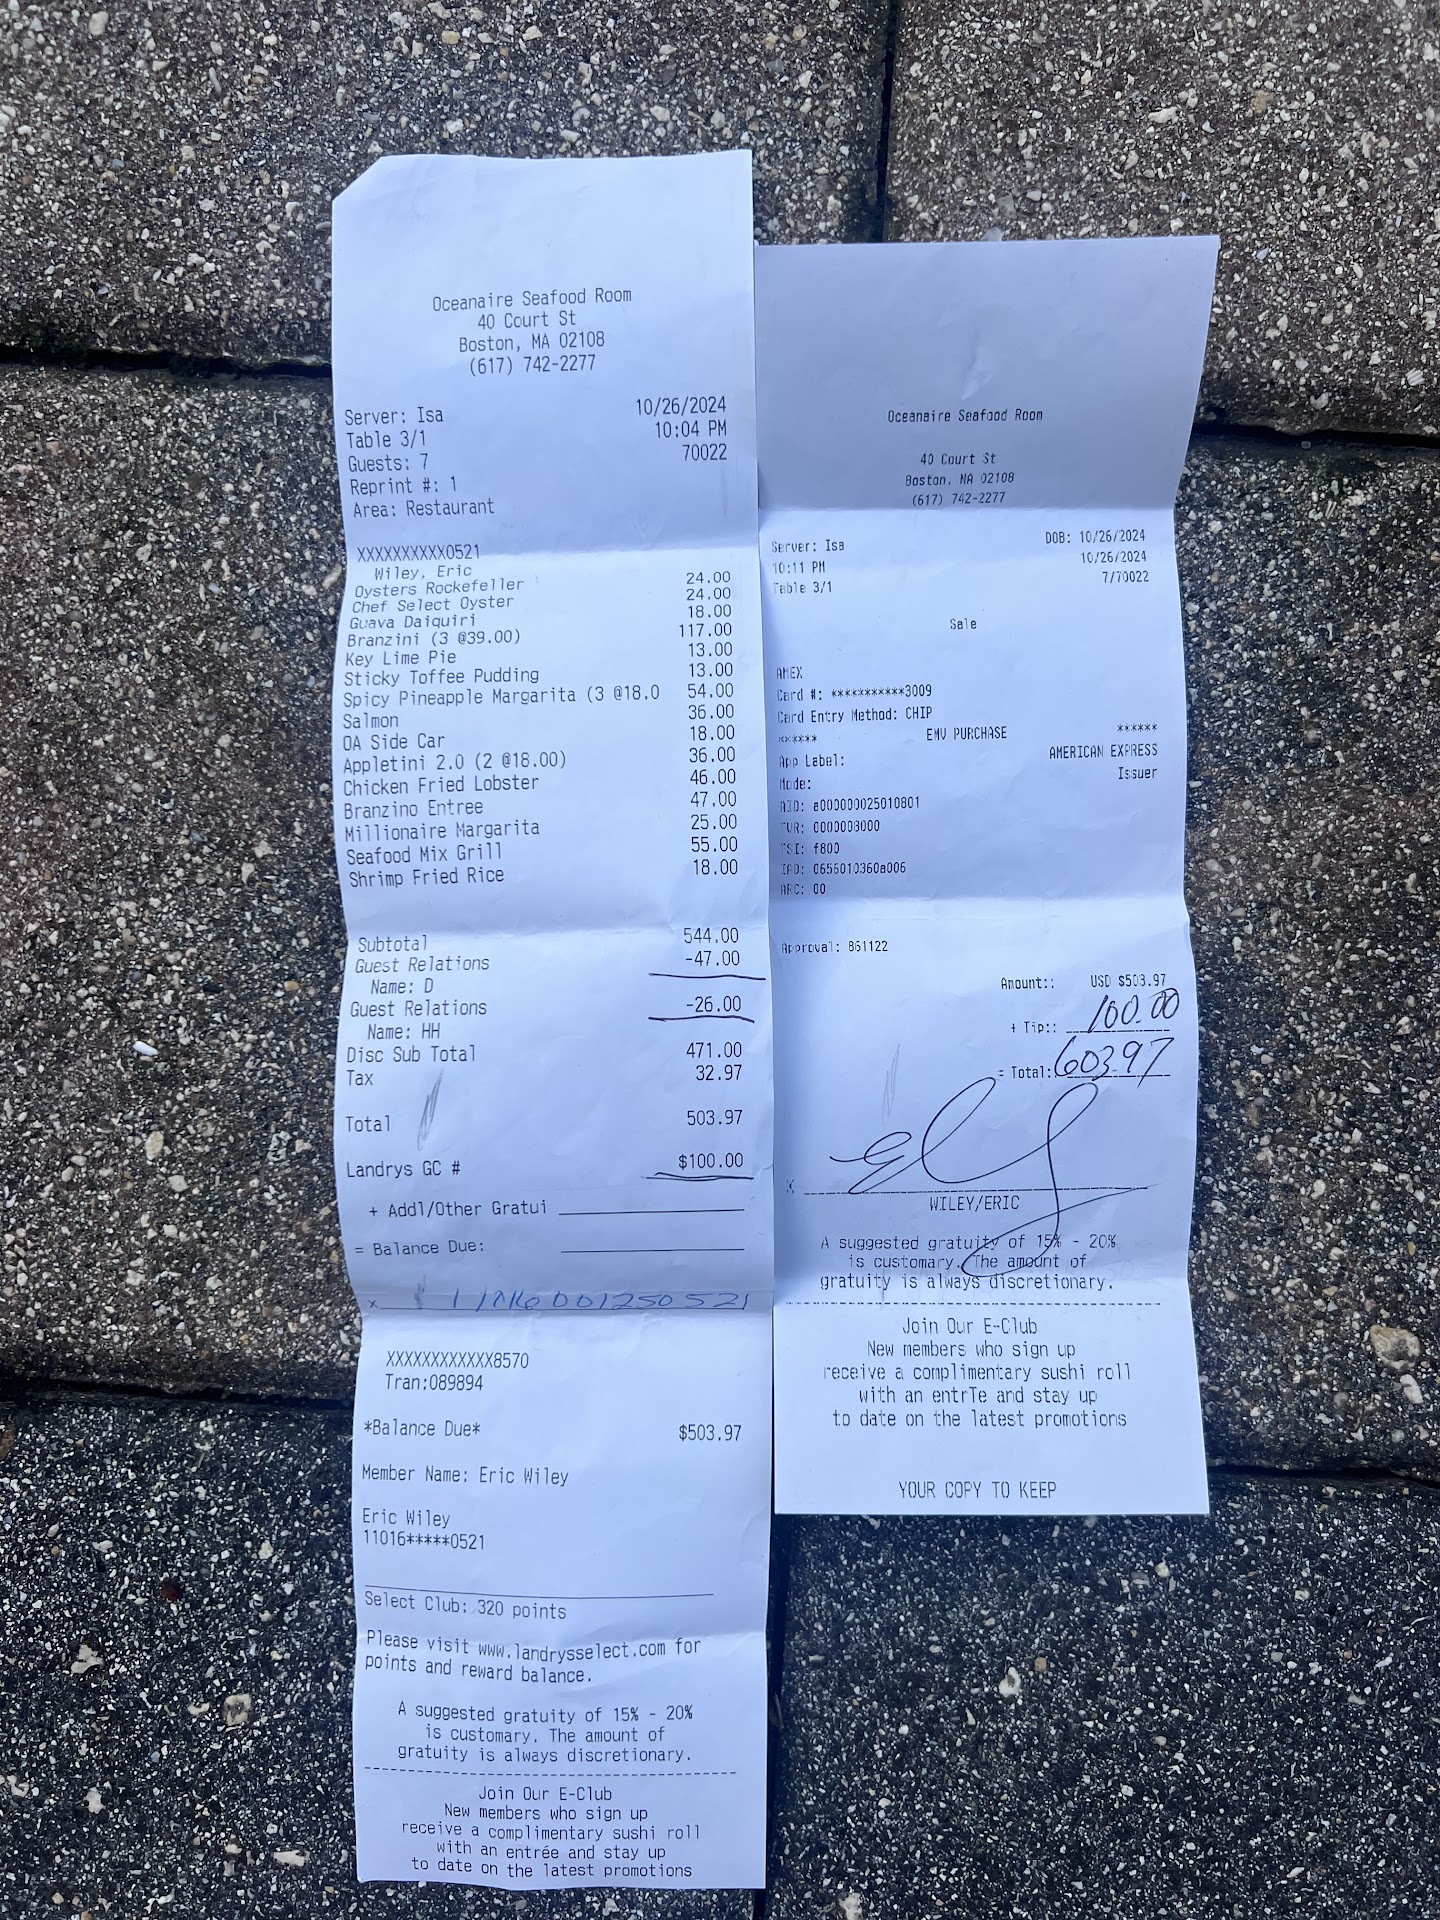 Oceanaire Seafood Room
40 Court St
Boston, MA 02108
(617) 742-2277
Server: Isa 10/26/2024
Table 3/1 10:04 PM
Guests: 7 70022
Reprint #: 1
Area: Restaurant
XXXXXXXXXX0521
Wiley, Eric
Oysters Rockefeller 24.00
Chef Select Oyster 24.00
Guava Daiquiri 18.00
Branzini (3 @39.00) 117.00
Key Lime Pie 13.00
Sticky Toffee Pudding 13.00
Spicy Pineapple Margarita (3 @18.0 54.00
Salmon 36.00
OA Side Car 18.00
Appletini 2.0 (2 @18.00) 36.00
Chicken Fried Lobster 46.00
Branzino Entree 47.00
Millionaire Margarita 25.00
Seafood Mix Grill 55.00
Shrimp Fried Rice 18.00
Subtotal 544.00
Guest Relations -47.00
Name: D
Guest Relations -26.00
Name: HH
Disc Sub Total 471.00
Tax 32.97
Total 503.97
Landrys GC # $100.00
+ Addl/Other Gratui
= Balance Due:
x
XXXXXXXXXXXX8570
Tran:089894
*Balance Due* $503.97
Member Name: Eric Wiley
Eric Wiley
11016*****0521
Select Club: 320 points
Please visit www.landrysselect.com for
points and reward balance.
A suggested gratuity of 15% - 20%
is customary. The amount of
gratuity is always discretionary.
Join Our E-Club
New members who sign up
receive a complimentary sushi roll
with an entrée and stay up
to date on the latest promotions
Oceanaire Seafood Room
40 Court St
Boston, MA 02108
(617) 742-2277
Server: Isa DOB: 10/26/2024
10:11 PM 10/26/2024
Table 3/1 7/70022
Sale
AMEX
Card #: ***********3009
Card Entry Method: CHIP
****** EMV PURCHASE ******
App Label: AMERICAN EXPRESS
Mode: Issuer
AID: a000000025010801
TVR: 0000008000
TSI: f800
IAD: 0656010360a006
ARC: 00
Approval: 861122
Amount:: USD $503.97
+ Tip:: 100.00
= Total: 603.97
x
WILEY/ERIC
A suggested gratuity of 15% - 20%
is customary. The amount of
gratuity is always discretionary.
Join Our E-Club
New members who sign up
receive a complimentary sushi roll
with an entrTe and stay up
to date on the latest promotions
YOUR COPY TO KEEP